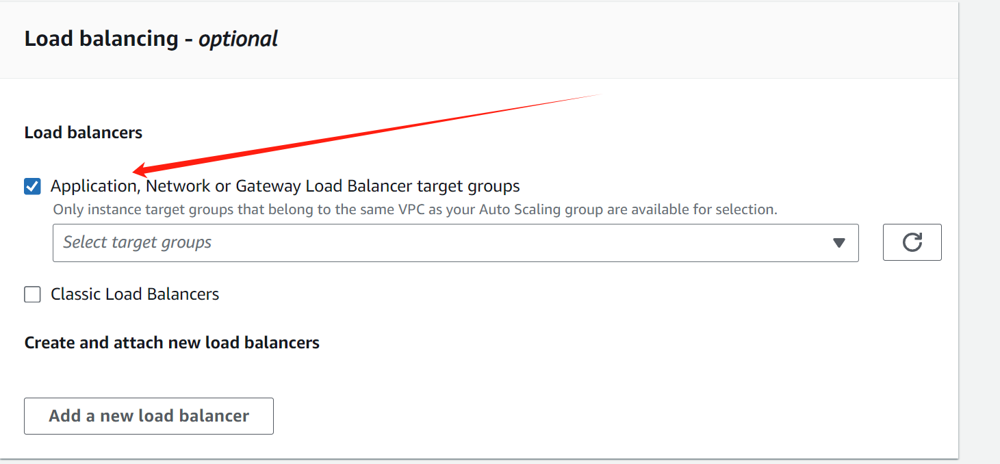 Load balancing - optional
Load balancers
Application, Network or Gateway Load Balancer target groups
Only instance target groups that belong to the same VPC as your Auto Scaling group are available for selection.
Select target groups
Classic Load Balancers
Create and attach new load balancers
Add a new load balancer